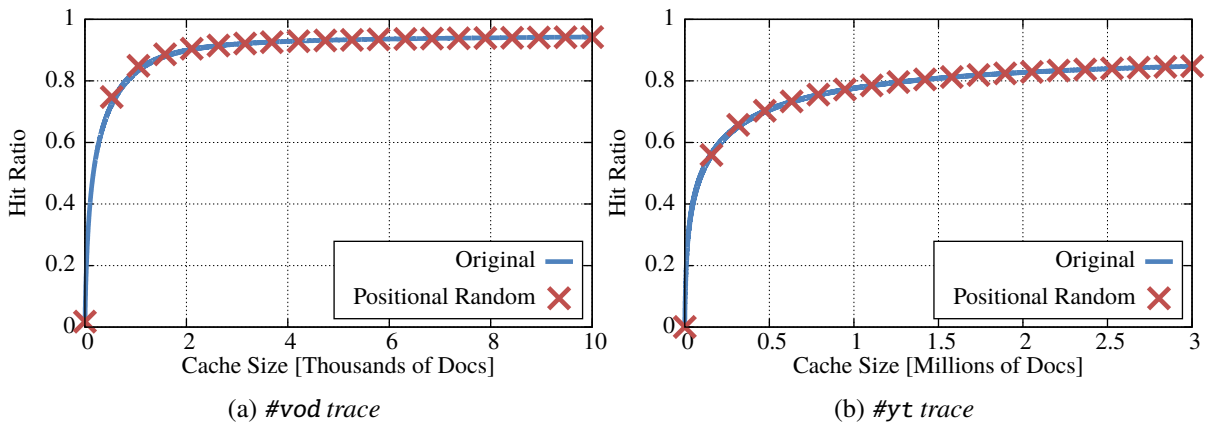 1
0.8
0.6
0.4
0.2
0
Hit Ratio
Original
Positional Random
0 2 4 6 8 10
Cache Size [Thousands of Docs]
(a) #vod trace
1
0.8
0.6
0.4
0.2
0
Hit Ratio
Original
Positional Random
0 0.5 1 1.5 2 2.5 3
Cache Size [Millions of Docs]
(b) #yt trace